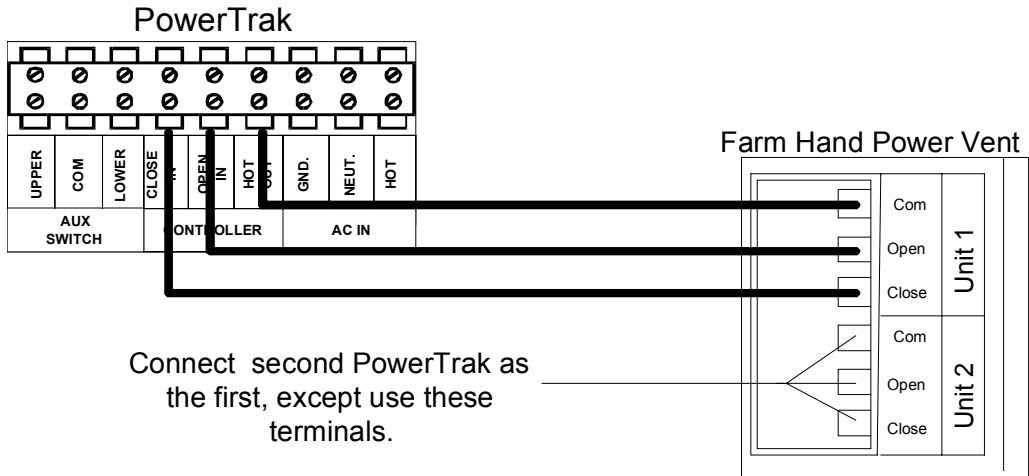 PowerTrak
UPPER
COM
LOWER
CLOSE
IN
OPEN
IN
HOT
OUT
GND.
NEUT.
HOT
AUX
SWITCH
CONTROLLER
AC IN
Farm Hand Power Vent
Com
Open
Close
Unit 1
Com
Open
Close
Unit 2
Connect second PowerTrak as
the first, except use these
terminals.